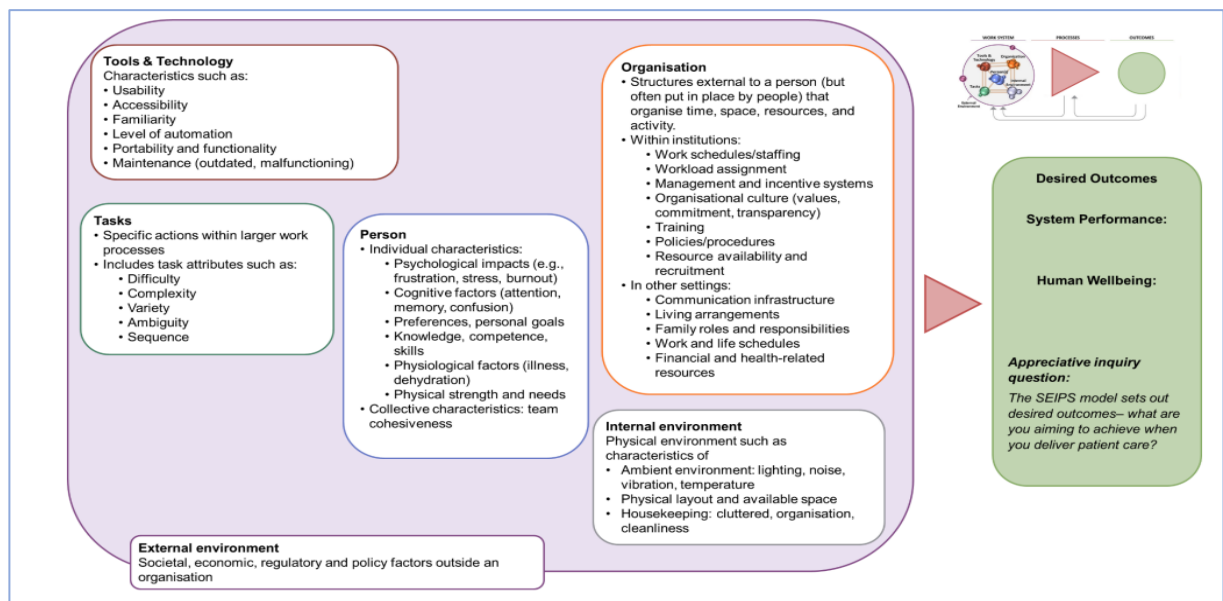 Tools & Technology
Characteristics such as:
• Usability
• Accessibility
• Familiarity
• Level of automation
• Portability and functionality
• Maintenance (outdated, malfunctioning)
Tasks
• Specific actions within larger work
processes
• Includes task attributes such as:
• Difficulty
• Complexity
• Variety
• Ambiguity
• Sequence
Person
• Individual characteristics:
• Psychological impacts (e.g.,
frustration, stress, burnout)
• Cognitive factors (attention,
memory, confusion)
• Preferences, personal goals
• Knowledge, competence,
skills
• Physiological factors (illness,
dehydration)
• Physical strength and needs
• Collective characteristics: team
cohesiveness
Organisation
• Structures external to a person (but
often put in place by people) that
organise time, space, resources, and
activity.
• Within institutions:
• Work schedules/staffing
• Workload assignment
• Management and incentive systems
• Organisational culture (values,
commitment, transparency)
• Training
• Policies/procedures
• Resource availability and
recruitment
• In other settings:
• Communication infrastructure
• Living arrangements
• Family roles and responsibilities
• Work and life schedules
• Financial and health-related
resources
Internal environment
Physical environment such as
characteristics of
• Ambient environment: lighting, noise,
vibration, temperature
• Physical layout and available space
• Housekeeping: cluttered, organisation,
cleanliness
External environment
Societal, economic, regulatory and policy factors outside an
organisation
WORK SYSTEM
PROCESSES
OUTCOMES
Tools &
Technology
Organisation
Tasks
Desired Outcomes
System Performance:
Human Wellbeing:
Appreciative inquiry
question:
The SEIPS model sets out
desired outcomes– what are
you aiming to achieve when
you deliver patient care?